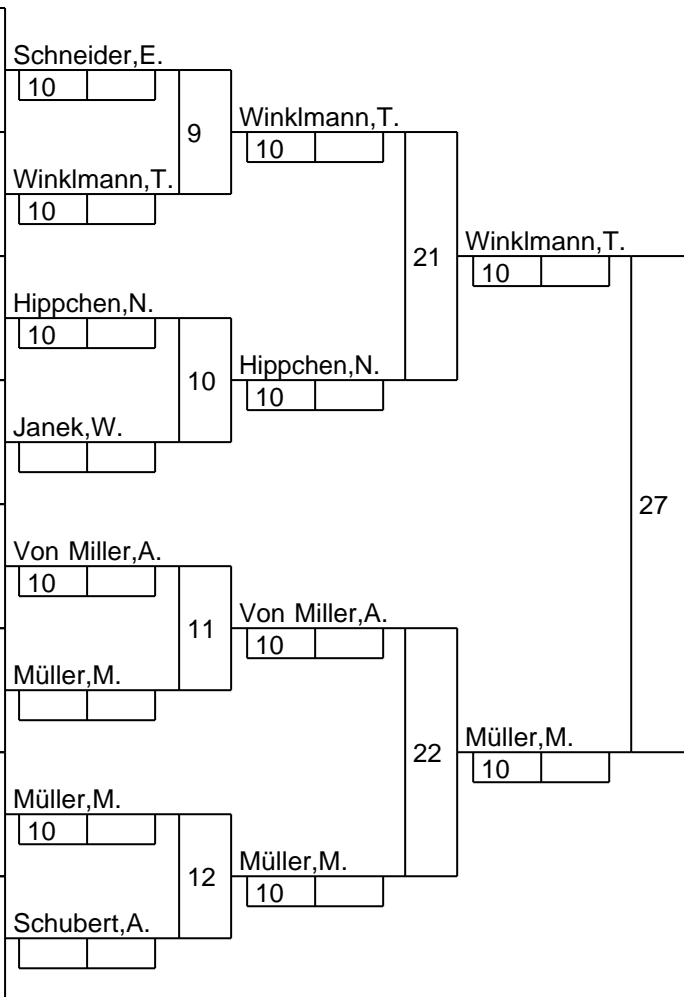 Schneider,E.
10
9
Winklmann,T.
10
Winklmann,T.
10
21
Hippchen,N.
10
10
Janek,W.
Hippchen,N.
10
Winklmann,T.
10
27
Von Miller,A.
10
11
Müller,M.
Von Miller,A.
10
22
Müller,M.
10
12
Schubert,A.
Müller,M.
10
Müller,M.
10